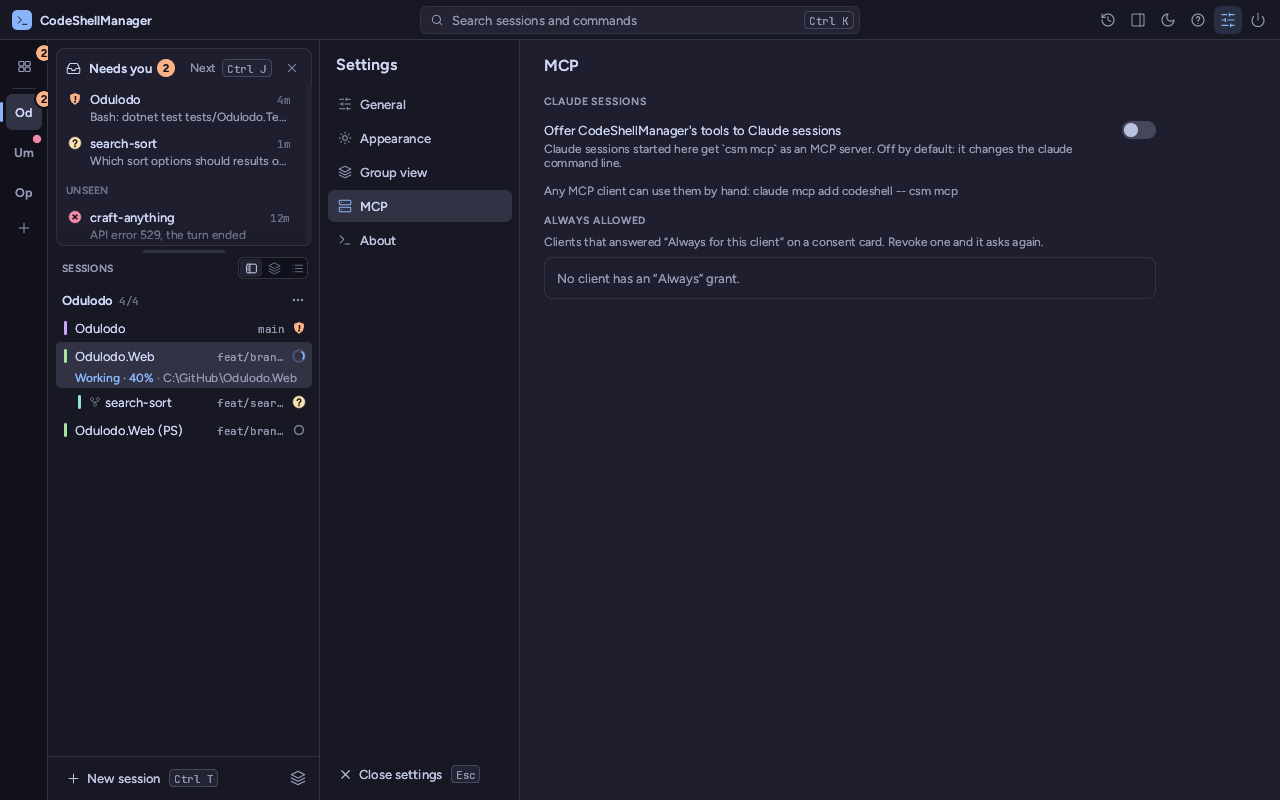 CodeShellManager
Search sessions and commands
Ctrl K
2
Needs you 2 Next Ctrl J
Odulodo 4m
Bash: dotnet test tests/Odulodo.Te…
search-sort 1m
Which sort options should results o…
UNSEEN
craft-anything 12m
API error 529, the turn ended
Od 2
Um
Op
SESSIONS
Odulodo 4/4
Odulodo main
Odulodo.Web feat/bran…
Working · 40% · C:\GitHub\Odulodo.Web
search-sort feat/sear…
Odulodo.Web (PS) feat/bran…
New session Ctrl T
Settings
General
Appearance
Group view
MCP
About
Close settings Esc
MCP
CLAUDE SESSIONS
Offer CodeShellManager's tools to Claude sessions
Claude sessions started here get `csm mcp` as an MCP server. Off by default: it changes the claude
command line.
Any MCP client can use them by hand: claude mcp add codeshell -- csm mcp
ALWAYS ALLOWED
Clients that answered “Always for this client” on a consent card. Revoke one and it asks again.
No client has an “Always” grant.